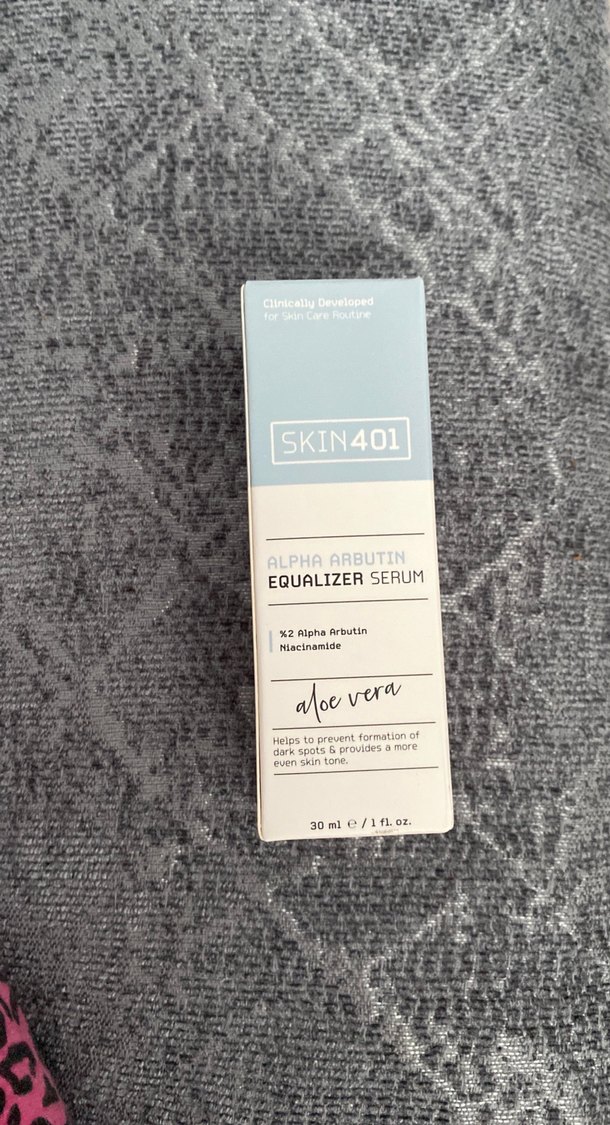 Clinically Developed
for Skin Care Routine
SKIN401
ALPHA ARBUTIN
EQUALIZER SERUM
%2 Alpha Arbutin
Niacinamide
aloe vera
Helps to prevent formation of
dark spots & provides a more
even skin tone.
30 ml ℮ / 1 fl. oz.